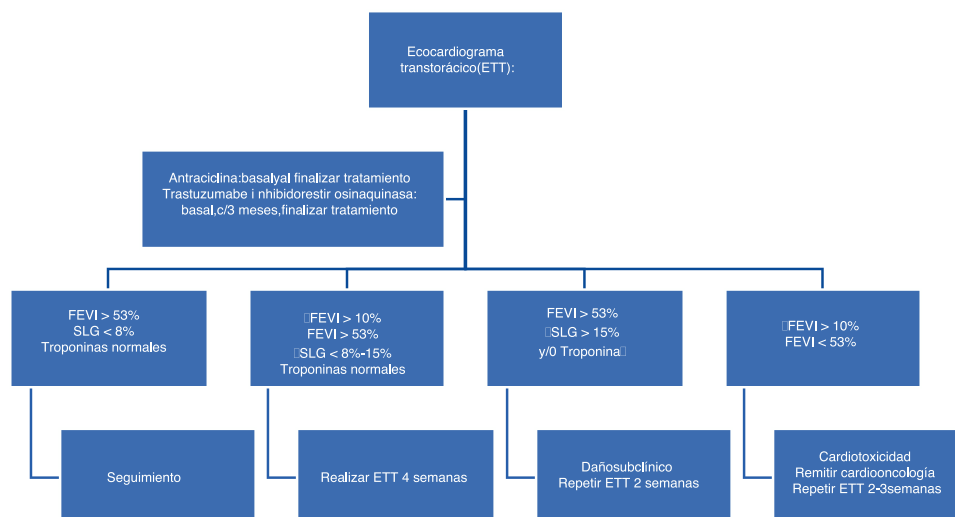 Ecocardiograma
transtorácico(ETT):
Antraciclina:basalyal finalizar tratamiento
Trastuzumabe i nhibidorestir osinaquinasa:
basal,c/3 meses,finalizar tratamiento
FEVI > 53%
SLG < 8%
Troponinas normales
▯FEVI > 10%
FEVI > 53%
▯SLG < 8%-15%
Troponinas normales
FEVI > 53%
▯SLG > 15%
y/0 Troponina▯
▯FEVI > 10%
FEVI < 53%
Seguimiento
Realizar ETT 4 semanas
Dañosubclínico
Repetir ETT 2 semanas
Cardiotoxicidad
Remitir cardiooncología
Repetir ETT 2-3semanas